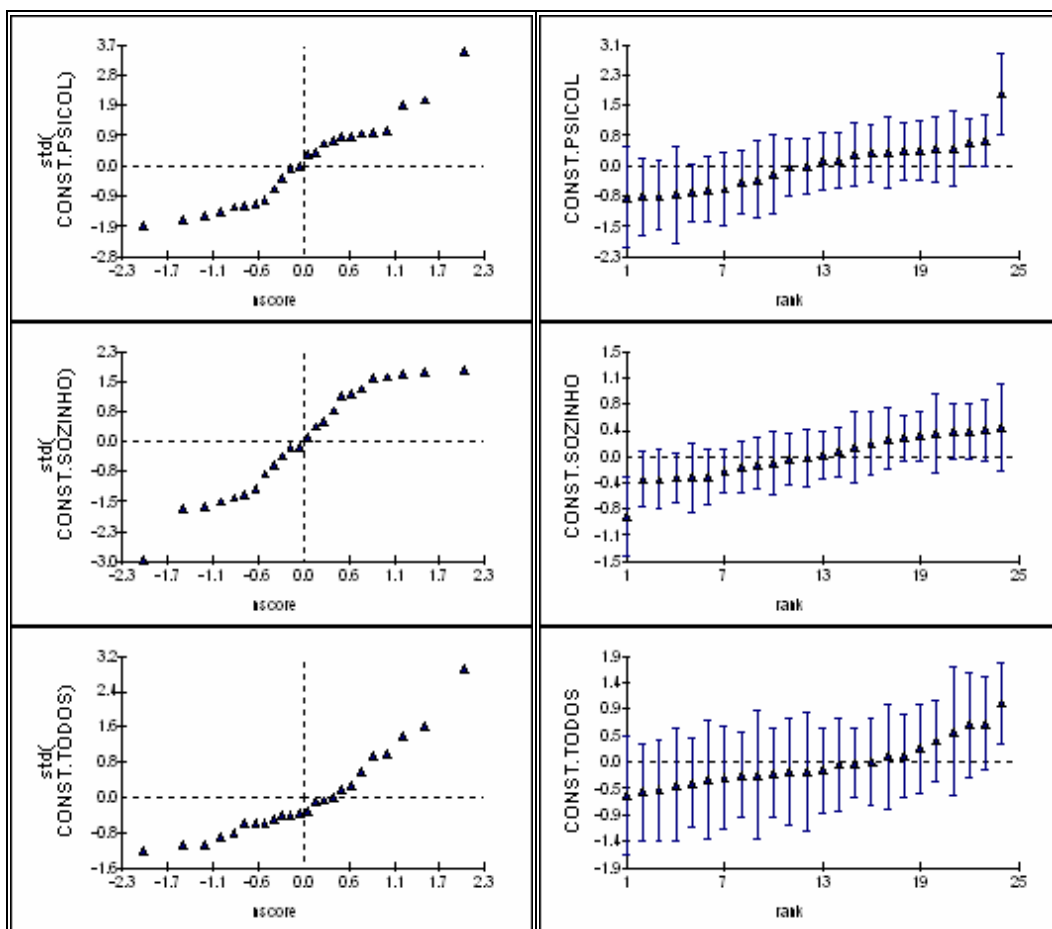 std(
CONST.PSICOL)
3.7
2.8
1.9
0.9
0.0
-0.9
-1.9
-2.8
-2.3 -1.7 -1.1 -0.6 0.0 0.6 1.1 1.7 2.3
nscore
CONST.PSICOL
3.1
2.3
1.5
0.8
0.0
-0.8
-1.5
-2.3
1 7 13 19 25
rank
std(
CONST.SOZINHO)
2.3
1.5
0.8
0.0
-0.8
-1.5
-2.3
-3.0
-2.3 -1.7 -1.1 -0.6 0.0 0.6 1.1 1.7 2.3
nscore
CONST.SOZINHO
1.5
1.1
0.8
0.4
0.0
-0.4
-0.8
-1.1
-1.5
1 7 13 19 25
rank
std(
CONST.TODOS)
3.2
2.4
1.6
0.8
0.0
-0.8
-1.6
-2.3 -1.7 -1.1 -0.6 0.0 0.6 1.1 1.7 2.3
nscore
CONST.TODOS
1.9
1.4
0.9
0.5
0.0
-0.5
-0.9
-1.4
-1.9
1 7 13 19 25
rank